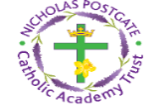 • NICHOLAS POSTGATE •
Catholic Academy Trust